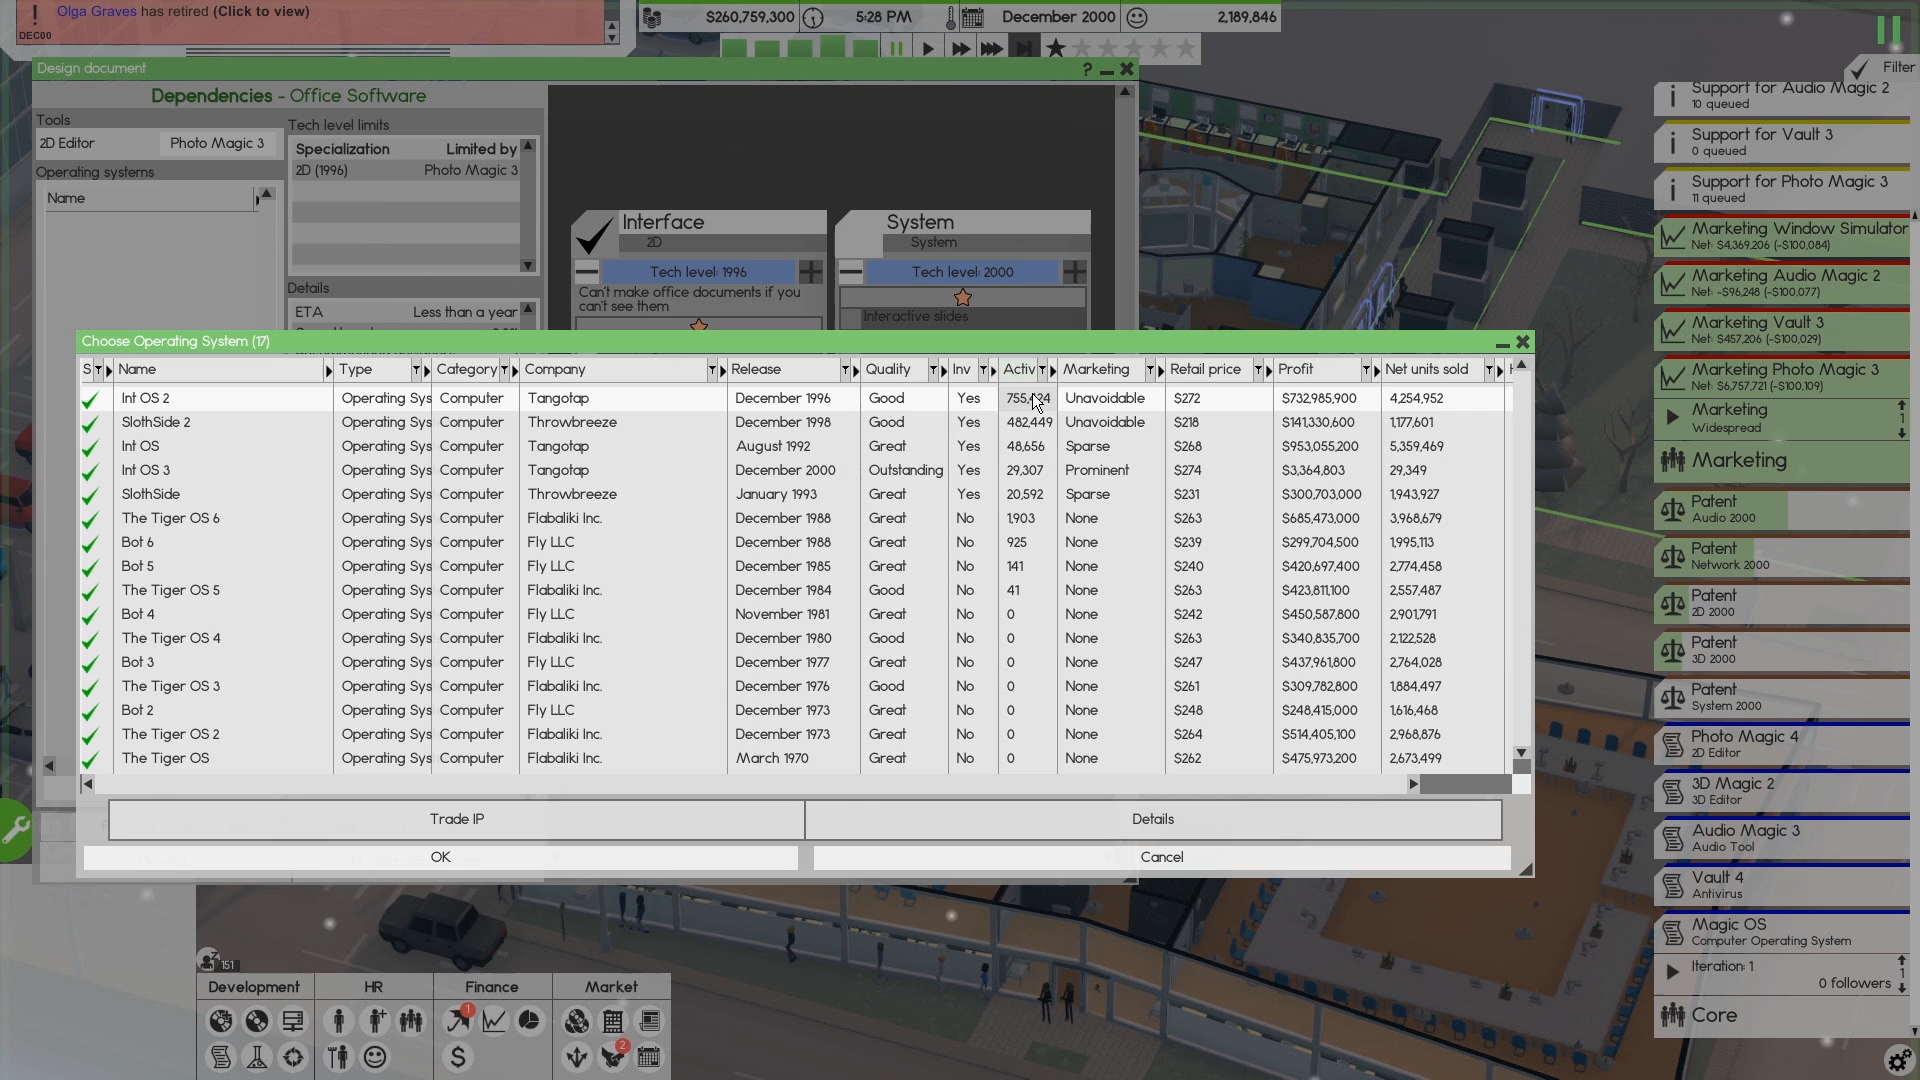 Olga Graves has retired (Click to view)
DEC00
$260,759,300
5:28 PM
December 2000
2,189,846
Filter
Design document
?
Dependencies - Office Software
Tools
2D Editor
Photo Magic 3
Operating systems
Name
Tech level limits
Specialization Limited by
2D (1996) Photo Magic 3
Details
ETA Less than a year
Interface
2D
Tech level: 1996
Can't make office documents if you
can't see them
System
System
Tech level: 2000
Interactive slides
Choose Operating System (17)
S Name Type Category Company Release Quality Inv Activ Marketing Retail price Profit Net units sold
Int OS 2 Operating Sys Computer Tangotap December 1996 Good Yes Unavoidable $272 $732,985,900 4,254,952
SlothSide 2 Operating Sys Computer Throwbreeze December 1998 Good Yes 482,449 Unavoidable $218 $141,330,600 1,177,601
Int OS Operating Sys Computer Tangotap August 1992 Great Yes 48,656 Sparse $268 $953,055,200 5,359,469
Int OS 3 Operating Sys Computer Tangotap December 2000 Outstanding Yes 29,307 Prominent $274 $3,364,803 29,349
SlothSide Operating Sys Computer Throwbreeze January 1993 Great Yes 20,592 Sparse $231 $300,703,000 1,943,927
The Tiger OS 6 Operating Sys Computer Flabaliki Inc. December 1988 Great No 1,903 None $263 $685,473,000 3,968,679
Bot 6 Operating Sys Computer Fly LLC December 1988 Great No 925 None $239 $299,704,500 1,995,113
Bot 5 Operating Sys Computer Fly LLC December 1985 Great No 141 None $240 $420,697,400 2,774,458
The Tiger OS 5 Operating Sys Computer Flabaliki Inc. December 1984 Good No 41 None $263 $423,811,100 2,557,487
Bot 4 Operating Sys Computer Fly LLC November 1981 Great No 0 None $242 $450,587,800 2,901,791
The Tiger OS 4 Operating Sys Computer Flabaliki Inc. December 1980 Good No 0 None $263 $340,835,700 2,122,528
Bot 3 Operating Sys Computer Fly LLC December 1977 Great No 0 None $247 $437,961,800 2,764,028
The Tiger OS 3 Operating Sys Computer Flabaliki Inc. December 1976 Good No 0 None $261 $309,782,800 1,884,497
Bot 2 Operating Sys Computer Fly LLC December 1973 Great No 0 None $248 $248,415,000 1,616,468
The Tiger OS 2 Operating Sys Computer Flabaliki Inc. December 1973 Great No 0 None $264 $514,405,100 2,968,876
The Tiger OS Operating Sys Computer Flabaliki Inc. March 1970 Great No 0 None $262 $475,973,200 2,673,499
Trade IP
Details
OK
Cancel
Support for Audio Magic 2
10 queued
Support for Vault 3
0 queued
Support for Photo Magic 3
11 queued
Marketing Window Simulator
Net: $4,369,206 (-$100,084)
Marketing Audio Magic 2
Net: -$96,248 (-$100,077)
Marketing Vault 3
Net: $457,206 (-$100,029)
Marketing Photo Magic 3
Net: $6,757,721 (-$100,109)
Marketing
Widespread
1
Marketing
Patent
Audio 2000
Patent
Network 2000
Patent
2D 2000
Patent
3D 2000
Patent
System 2000
Photo Magic 4
2D Editor
3D Magic 2
3D Editor
Audio Magic 3
Audio Tool
Vault 4
Antivirus
Magic OS
Computer Operating System
Iteration: 1
1
0 followers
Core
151
Development
HR
Finance
Market
1
2